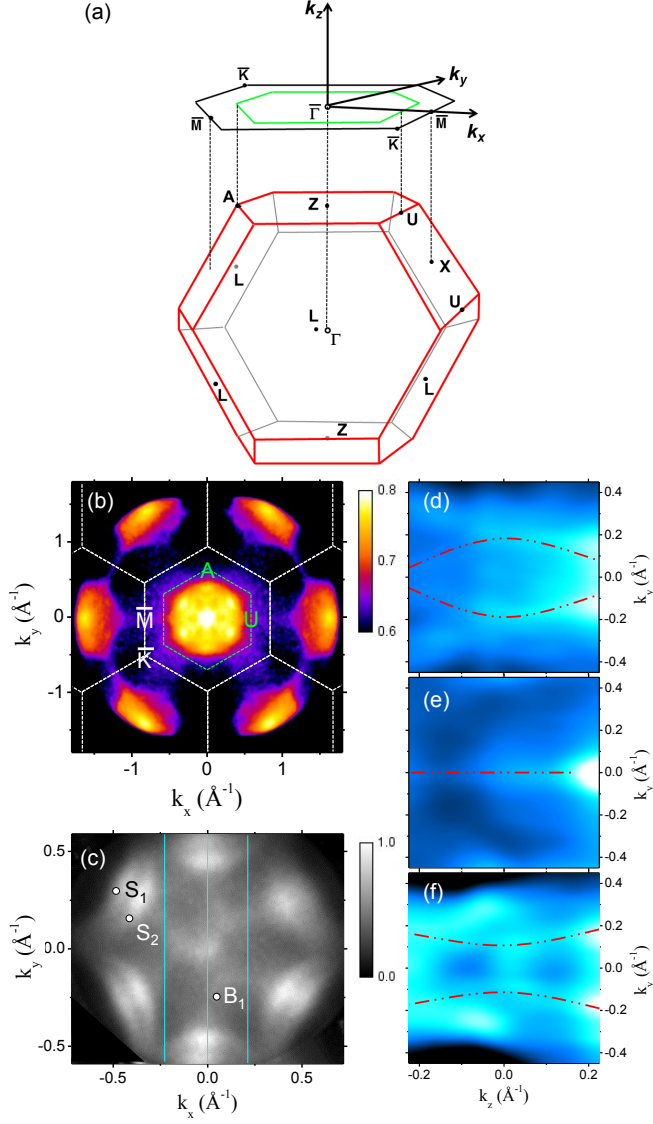 (a)
k_z
K̅
k_y
Γ̅
M̅
M̅
K̅
k_x
A
Z
U
X
L
U
L
Γ
L
L
Z
(b)
1
0
-1
k_y (Å⁻¹)
A
M̅
U
K̅
-1 0 1
k_x (Å⁻¹)
0.8
0.7
0.6
(c)
0.5
0.0
-0.5
k_y (Å⁻¹)
S₁
S₂
B₁
-0.5 0.0 0.5
k_x (Å⁻¹)
1.0
0.0
(d)
0.4
0.2
0.0
-0.2
-0.4
k_y (Å⁻¹)
(e)
0.4
0.2
0.0
-0.2
-0.4
k_y (Å⁻¹)
(f)
0.4
0.2
0.0
-0.2
-0.4
k_y (Å⁻¹)
-0.2 0.0 0.2
k_z (Å⁻¹)